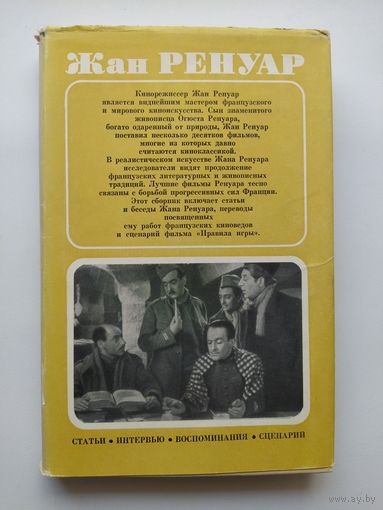 Жан РЕНУАР
Кинорежиссер Жан Ренуар
является виднейшим мастером французского
и мирового киноискусства. Сын знаменитого
живописца Огюста Ренуара,
богато одаренный от природы, Жан Ренуар
поставил несколько десятков фильмов,
многие из которых давно
считаются киноклассикой.
В реалистическом искусстве Жана Ренуара
исследователи видят продолжение
французских литературных и живописных
традиций. Лучшие фильмы Ренуара тесно
связаны с борьбой прогрессивных сил Франции.
Этот сборник включает статьи
и беседы Жана Ренуара, переводы
посвященных
ему работ французских киноведов
и сценарий фильма «Правила игры».
СТАТЬИ • ИНТЕРВЬЮ • ВОСПОМИНАНИЯ • СЦЕНАРИЙ
www.ay.by